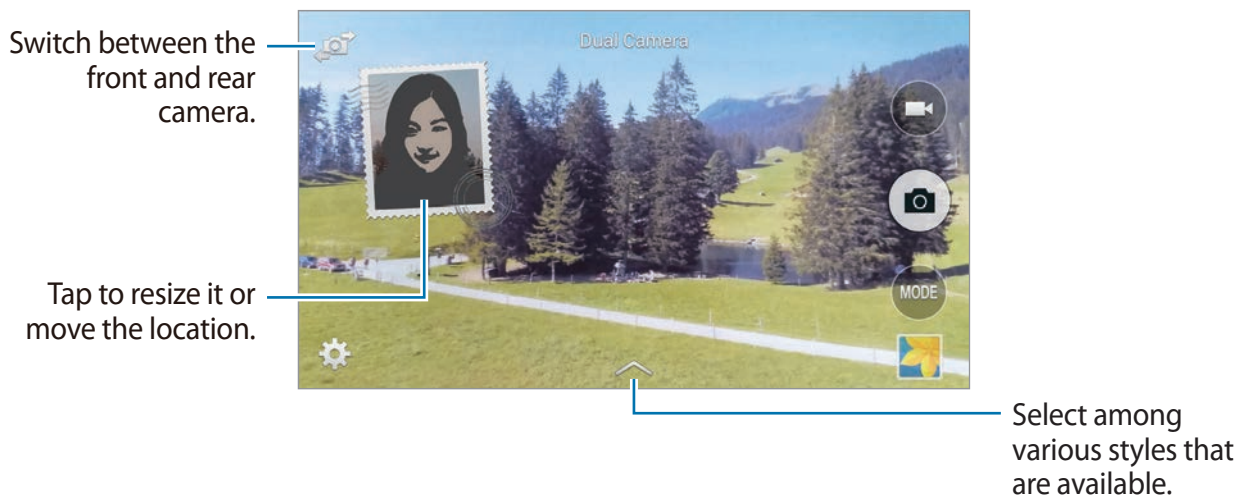 Switch between the
front and rear
camera.
Dual Camera
MODE
Tap to resize it or
move the location.
Select among
various styles that
are available.